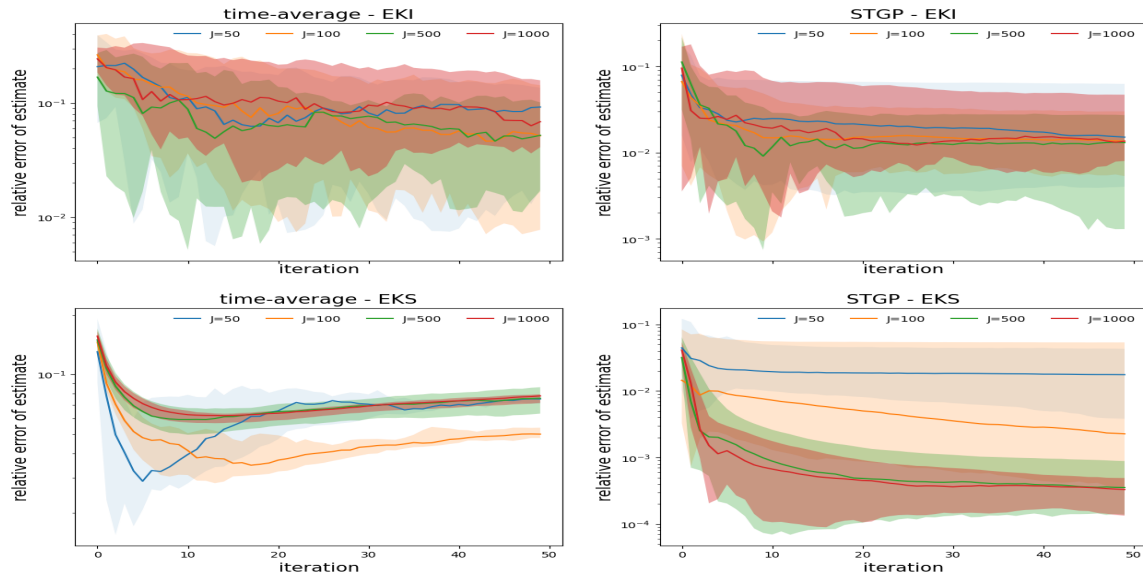 time-average - EKI
J=50 J=100 J=500 J=1000
relative error of estimate
10⁻¹
10⁻²
iteration
STGP - EKI
J=50 J=100 J=500 J=1000
relative error of estimate
10⁻¹
10⁻²
10⁻³
iteration
time-average - EKS
J=50 J=100 J=500 J=1000
relative error of estimate
10⁻¹
0 10 20 30 40 50
iteration
STGP - EKS
J=50 J=100 J=500 J=1000
relative error of estimate
10⁻¹
10⁻²
10⁻³
10⁻⁴
0 10 20 30 40 50
iteration